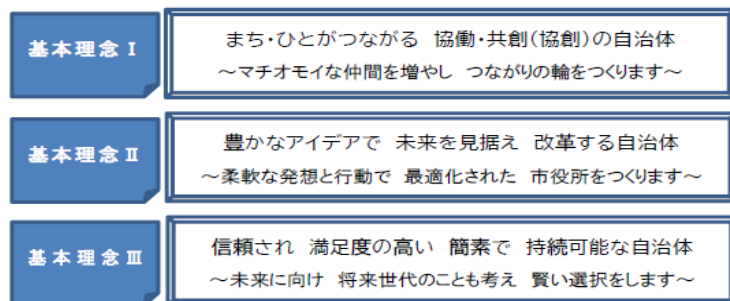 基本理念Ⅰ
まち・ひとがつながる 協働・共創(協創)の自治体
～マチオモイな仲間を増やし つながりの輪をつくります～
基本理念Ⅱ
豊かなアイデアで 未来を見据え 改革する自治体
～柔軟な発想と行動で 最適化された 市役所をつくります～
基本理念Ⅲ
信頼され 満足度の高い 簡素で 持続可能な自治体
～未来に向け 将来世代のことも考え 賢い選択をします～